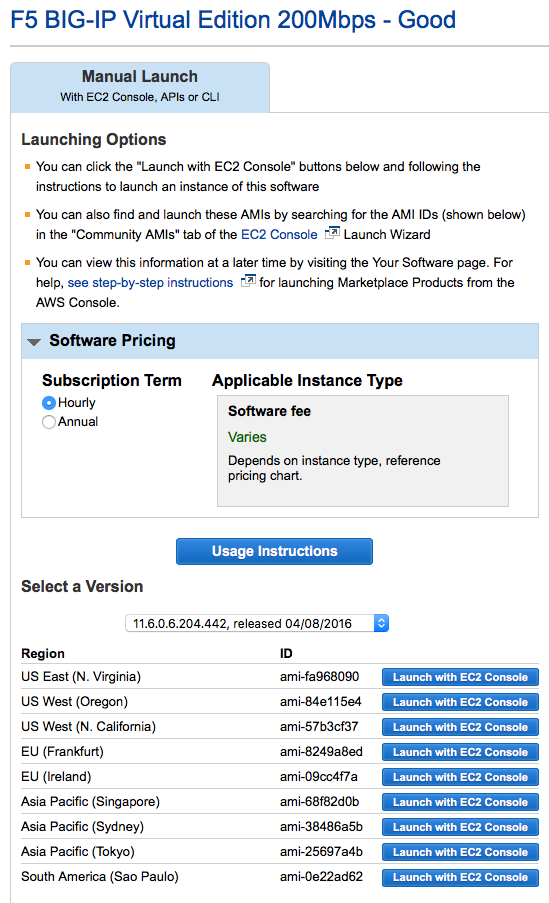 F5 BIG-IP Virtual Edition 200Mbps - Good
Manual Launch
With EC2 Console, APIs or CLI
Launching Options
You can click the "Launch with EC2 Console" buttons below and following the
instructions to launch an instance of this software
You can also find and launch these AMIs by searching for the AMI IDs (shown below)
in the "Community AMIs" tab of the EC2 Console Launch Wizard
You can view this information at a later time by visiting the Your Software page. For
help, see step-by-step instructions for launching Marketplace Products from the
AWS Console.
Software Pricing
Subscription Term
Applicable Instance Type
Hourly
Annual
Software fee
Varies
Depends on instance type, reference
pricing chart.
Usage Instructions
Select a Version
11.6.0.6.204.442, released 04/08/2016
Region ID
US East (N. Virginia) ami-fa968090 Launch with EC2 Console
US West (Oregon) ami-84e115e4 Launch with EC2 Console
US West (N. California) ami-57b3cf37 Launch with EC2 Console
EU (Frankfurt) ami-8249a8ed Launch with EC2 Console
EU (Ireland) ami-09cc4f7a Launch with EC2 Console
Asia Pacific (Singapore) ami-68f82d0b Launch with EC2 Console
Asia Pacific (Sydney) ami-38486a5b Launch with EC2 Console
Asia Pacific (Tokyo) ami-25697a4b Launch with EC2 Console
South America (Sao Paulo) ami-0e22ad62 Launch with EC2 Console